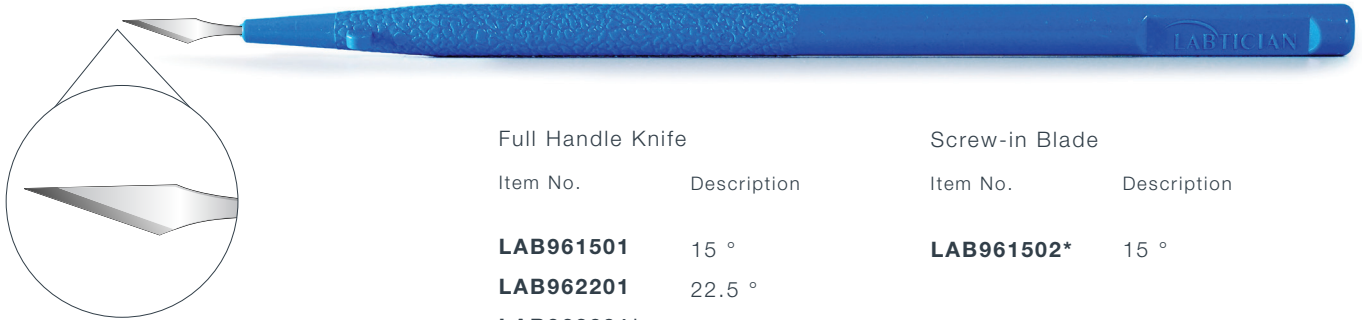 LABTICIAN
Full Handle Knife
Item No. Description
LAB961501 15 °
LAB962201 22.5 °
Screw-in Blade
Item No. Description
LAB961502* 15 °